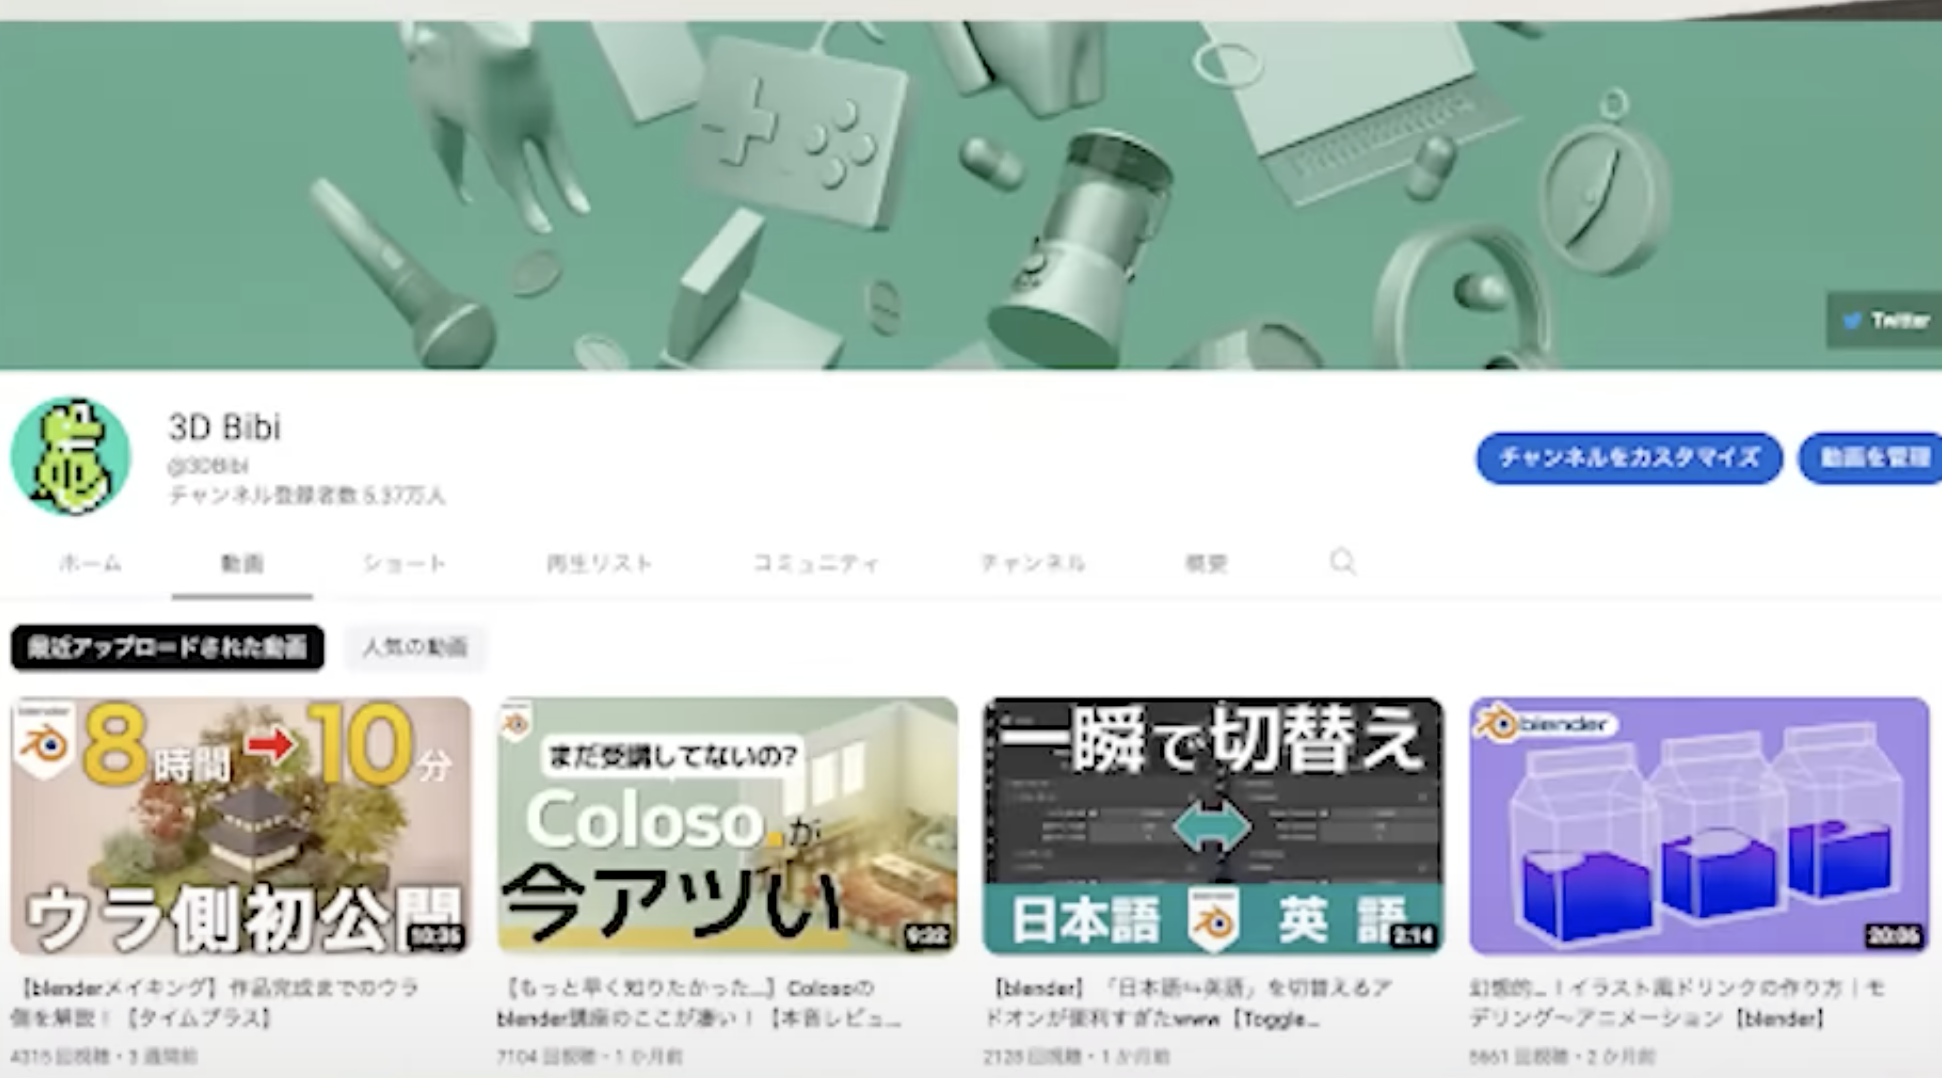 Twitter
3D Bibi
@3DBibi
チャンネル登録者数 5.37万人
チャンネルをカスタマイズ
動画を管理
ホーム
動画
ショート
再生リスト
コミュニティ
チャンネル
概要
最近アップロードされた動画
人気の動画
blender
8時間→10分
ウラ側初公開
まだ受講してないの?
Coloso.が
今アツい
9:22
一瞬で切替え
日本語
英語
2:14
blender
20:06
【blenderメイキング】作品完成までのウラ
側を解説！【タイムプラス】
【もっと早く知りたかった...】Colosoの
blender講座のここが凄い！【本音レビュ...
【blender】「日本語⇔英語」を切替えるア
ドオンが便利すぎたwww【Toggle...
幻想的...！イラスト風ドリンクの作り方｜モ
デリング～アニメーション【blender】
4315 回視聴・3 週間前
7104 回視聴・1 か月前
2128 回視聴・1 か月前
5661 回視聴・2 か月前